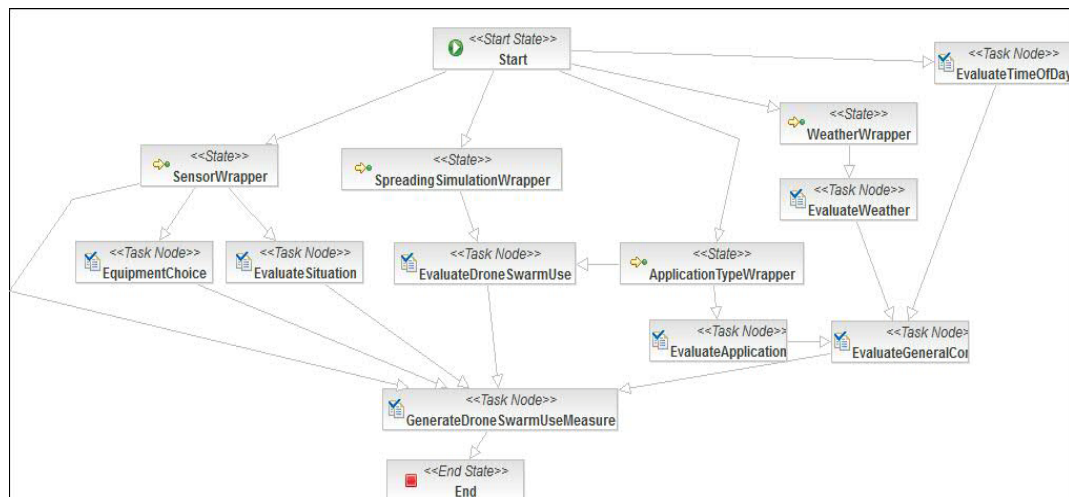 <<Start State>>
Start
<<Task Node>>
EvaluateTimeOfDay
<<State>>
WeatherWrapper
<<State>>
SensorWrapper
<<State>>
SpreadingSimulationWrapper
<<Task Node>>
EvaluateWeather
<<Task Node>>
EquipmentChoice
<<Task Node>>
EvaluateSituation
<<Task Node>>
EvaluateDroneSwarmUse
<<State>>
ApplicationTypeWrapper
<<Task Node>>
EvaluateApplication
<<Task Node>>
EvaluateGeneralCon
<<Task Node>>
GenerateDroneSwarmUseMeasure
<<End State>>
End